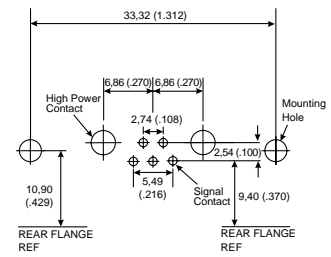 33,32 (1.312)
6,86 (.270)
6,86 (.270)
High Power
Contact
2,74 (.108)
Mounting
Hole
2,54 (.100)
10,90
(.429)
5,49
(.216)
Signal
Contact
9,40 (.370)
REAR FLANGE
REF
REAR FLANGE
REF